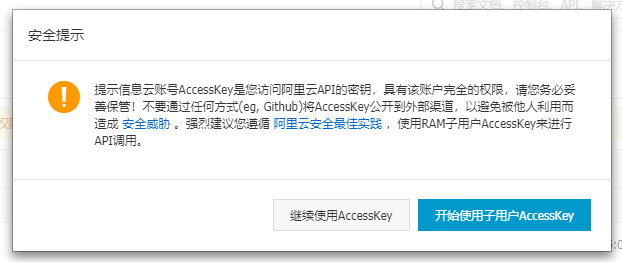 搜索文档、控制台、API、解决方
安全提示
提示信息云账号AccessKey是您访问阿里云API的密钥，具有该账户完全的权限，请您务必妥
善保管！不要通过任何方式(eg, Github)将AccessKey公开到外部渠道，以避免被他人利用而
造成 安全威胁 。强烈建议您遵循 阿里云安全最佳实践 ，使用RAM子用户AccessKey来进行
API调用。
继续使用AccessKey
开始使用子用户AccessKey